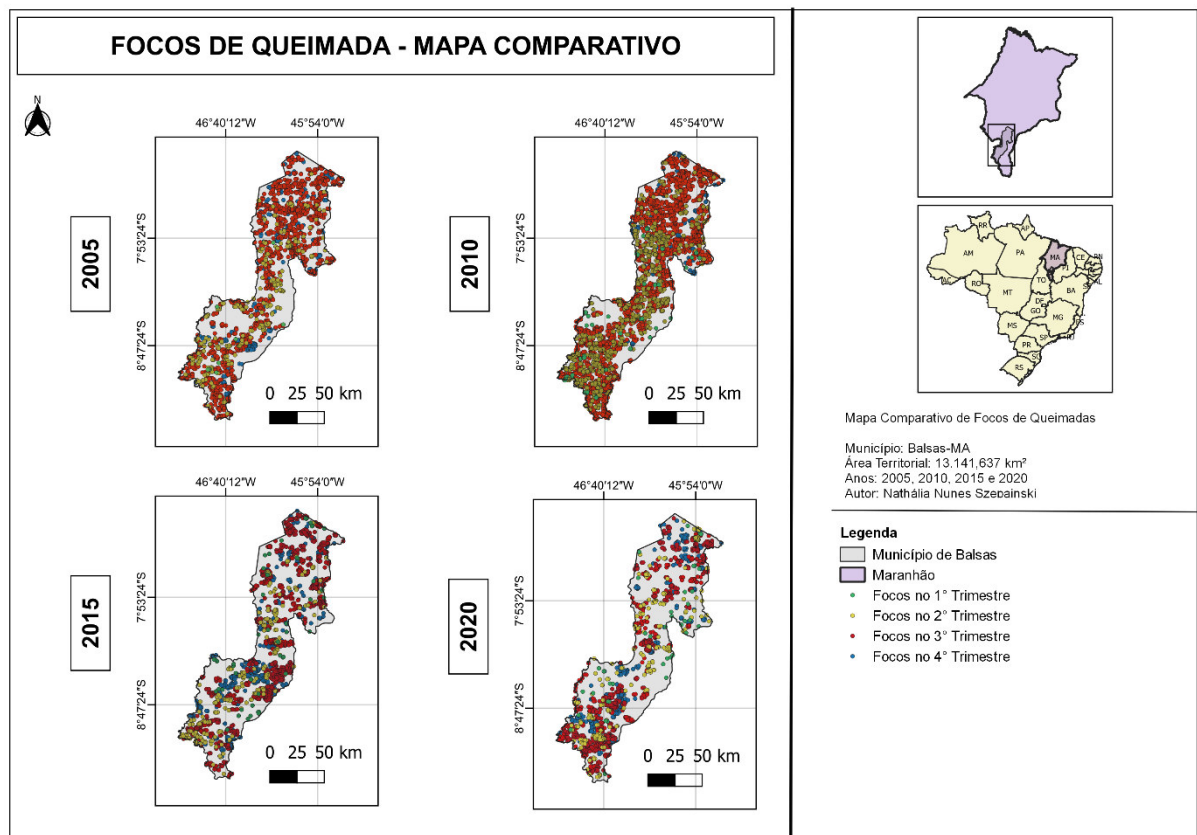 FOCOS DE QUEIMADA - MAPA COMPARATIVO
N
46°40'12"W 45°54'0"W
2005
7°53'24"S
8°47'24"S
0 25 50 km
46°40'12"W 45°54'0"W
2010
7°53'24"S
8°47'24"S
0 25 50 km
46°40'12"W 45°54'0"W
2015
7°53'24"S
8°47'24"S
0 25 50 km
46°40'12"W 45°54'0"W
2020
7°53'24"S
8°47'24"S
0 25 50 km
RR AP
AM PA MA CE RN
PI
AC RO TO SE AL
MT BA
DF
GO
MG
MS ES
SP RJ
PR
SC
RS
Mapa Comparativo de Focos de Queimadas
Município: Balsas-MA
Área Territorial: 13.141,637 km²
Anos: 2005, 2010, 2015 e 2020
Autor: Nathália Nunes Szepainski
Legenda
Município de Balsas
Maranhão
Focos no 1° Trimestre
Focos no 2° Trimestre
Focos no 3° Trimestre
Focos no 4° Trimestre